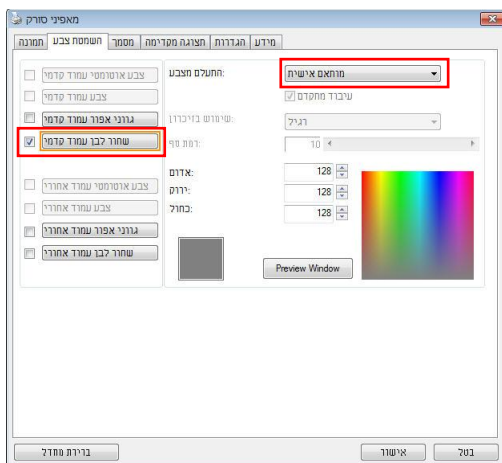 מאפיני סורק
תמונה
השמטת צבע
מסמך
תצוגה מקדימה
הגדרות
מידע
צבע אוטומטי עמוד קדמי
צבע עמוד קדמי
גווני אפור עמוד קדמי
שחור לבן עמוד קדמי
צבע אוטומטי עמוד אחורי
צבע עמוד אחורי
גווני אפור עמוד אחורי
שחור לבן עמוד אחורי
התעלם מצבע:
מותאם אישית
עיבוד מתקדם
שימוש בזיכרון:
רגיל
רמת סף:
10
אדום:
128
ירוק:
128
כחול:
128
Preview Window
ברירת מחדל
אישור
בטל